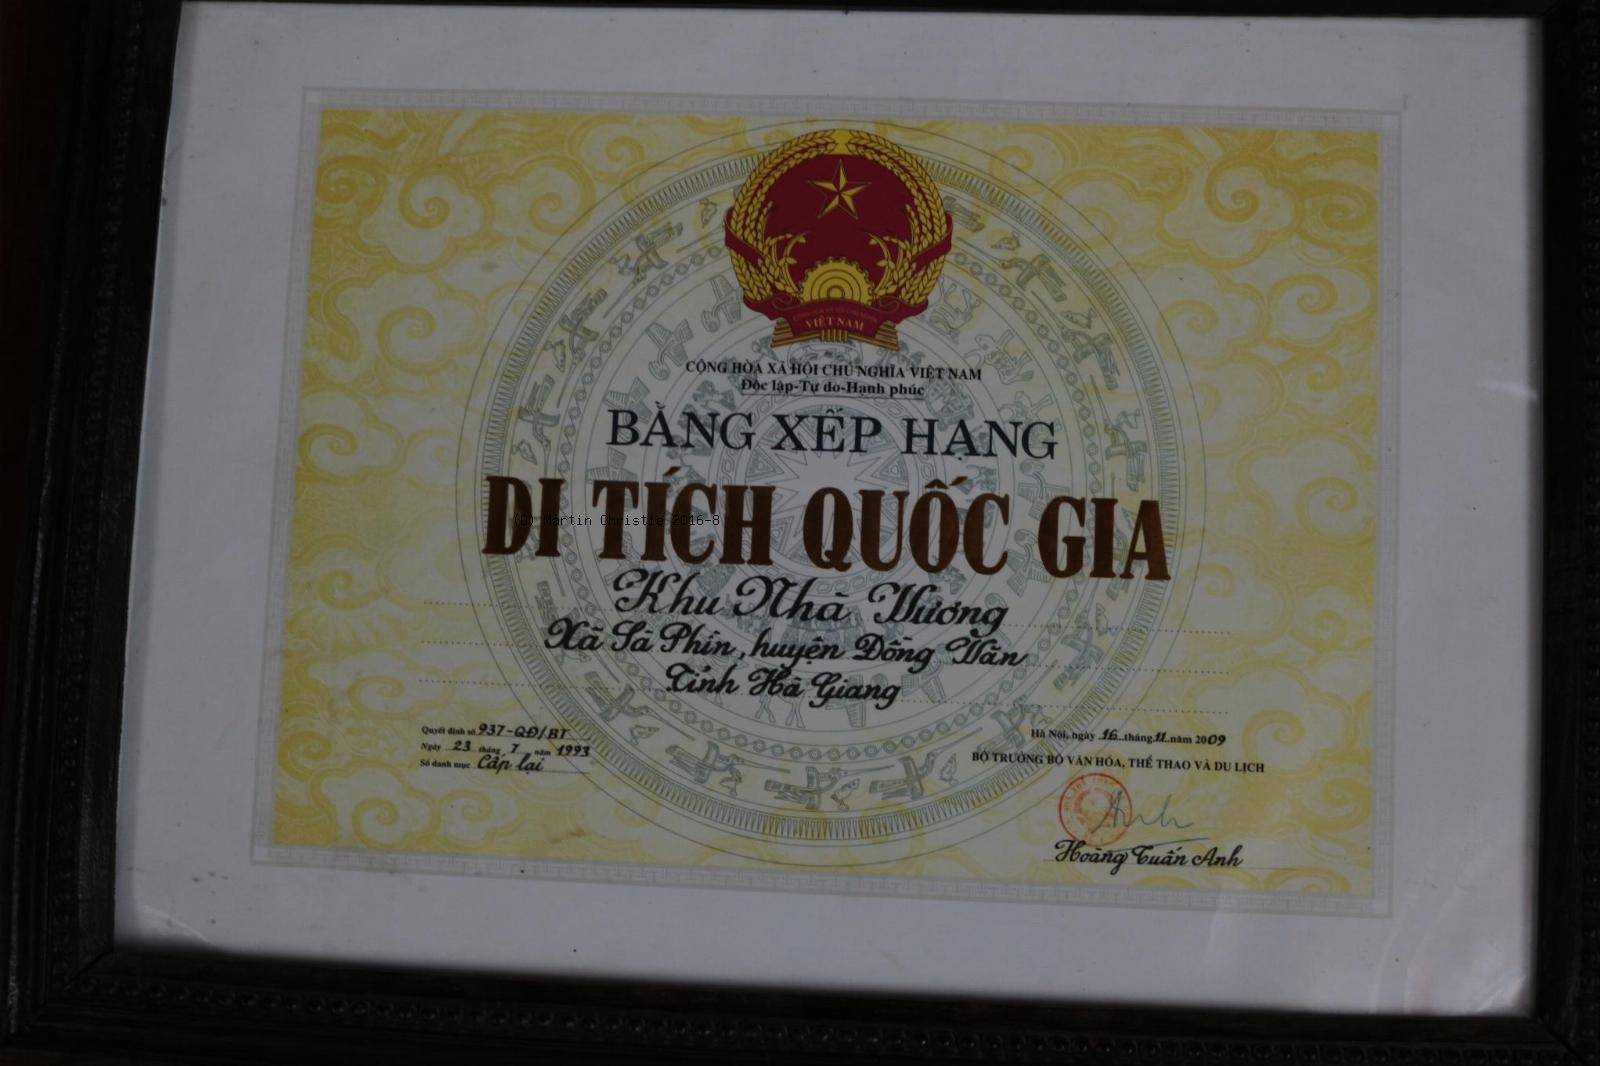 VIỆT NAM
CỘNG HÒA XÃ HỘI CHỦ NGHĨA VIỆT NAM
Độc lập-Tự do-Hạnh phúc
BẰNG XẾP HẠNG
DI TÍCH QUỐC GIA
(C) Martin Christie 2016-8
Khu Nhà Vương
Xã Sà Phìn, huyện Đồng Văn
Tỉnh Hà Giang
Quyết định số 937-QĐ/BT
Ngày 23 tháng 7 năm 1993
Số danh mục Cấp lại
Hà Nội, ngày 16 tháng 11 năm 2009
BỘ TRƯỞNG BỘ VĂN HÓA, THỂ THAO VÀ DU LỊCH
Hoàng Tuấn Anh